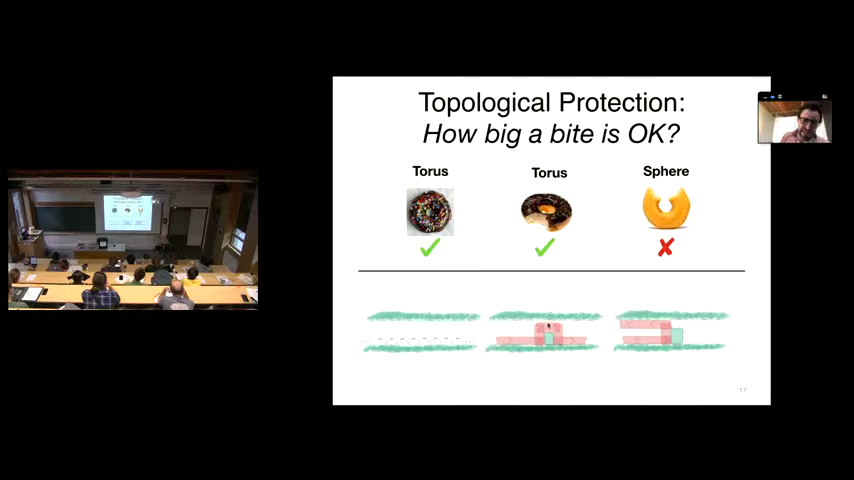 Topological Protection:
How big a bite is OK?
Torus
Torus
Sphere
17